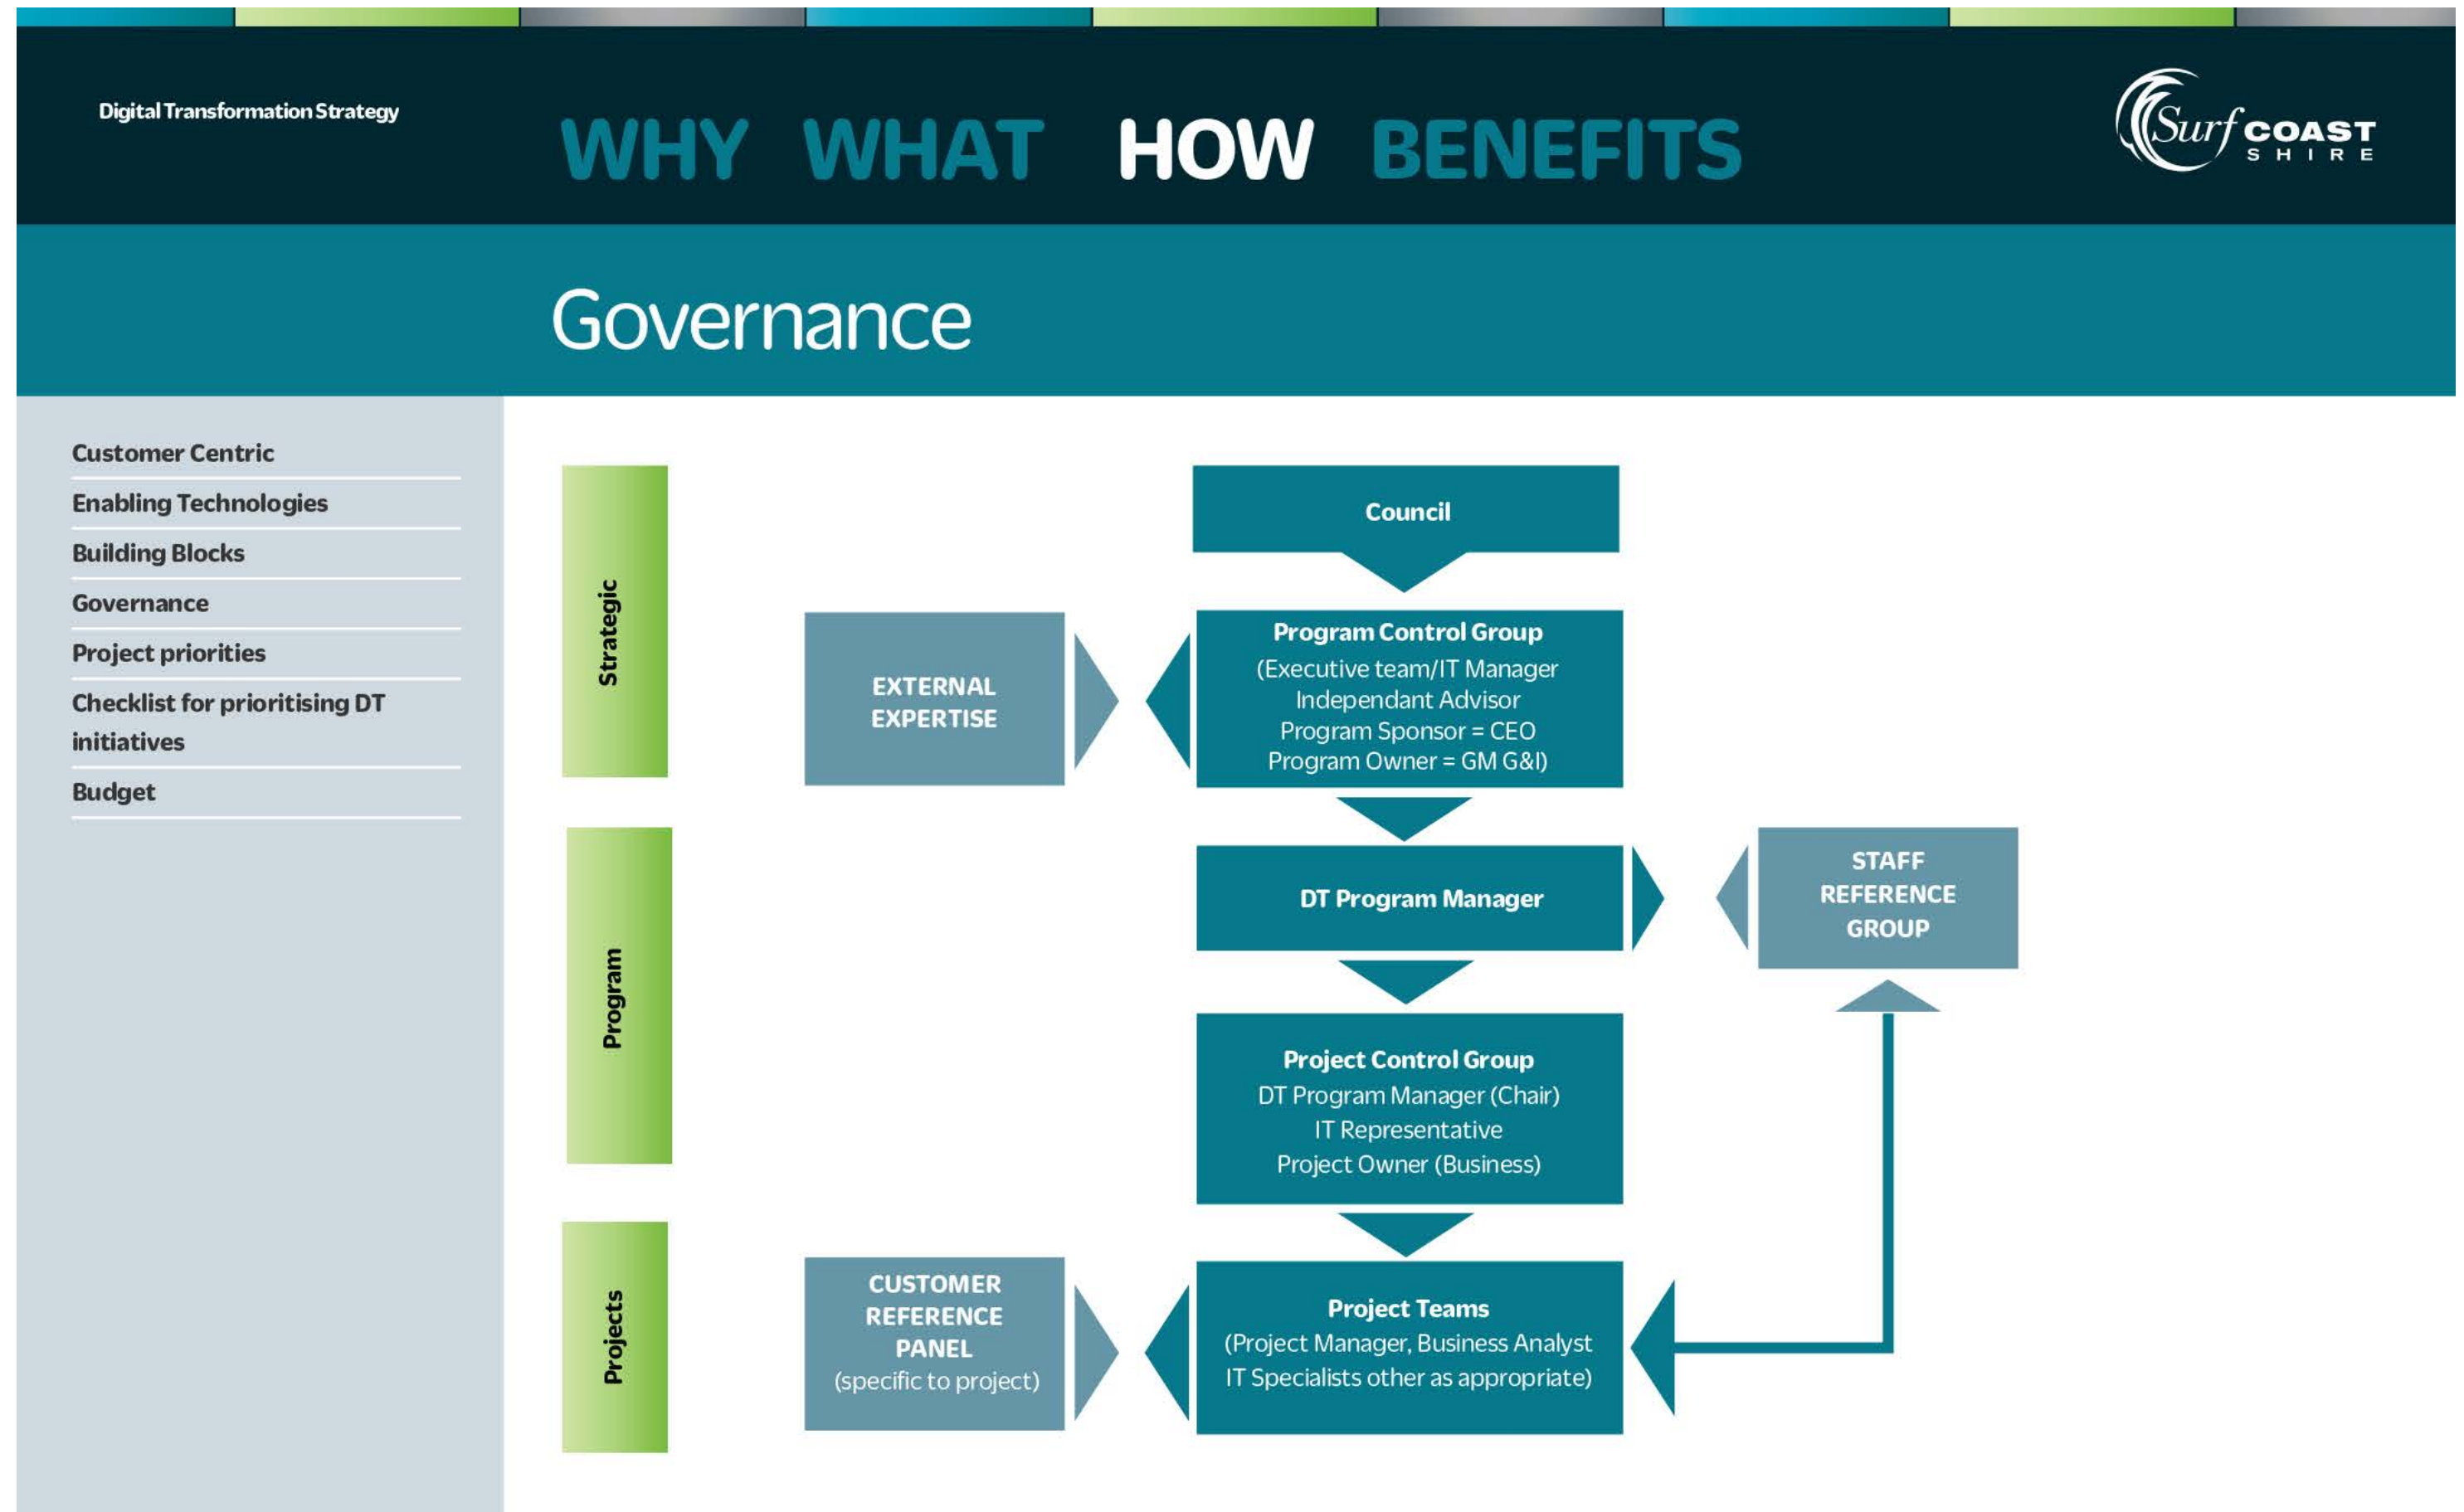 Digital Transformation Strategy
WHY WHAT HOW BENEFITS
Surf COAST
SHIRE
Governance
Customer Centric
Enabling Technologies
Building Blocks
Governance
Project priorities
Checklist for prioritising DT
initiatives
Budget
Strategic
Council
EXTERNAL
EXPERTISE
Program Control Group
(Executive team/IT Manager
Independant Advisor
Program Sponsor = CEO
Program Owner = GM G&I)
Program
DT Program Manager
STAFF
REFERENCE
GROUP
Project Control Group
DT Program Manager (Chair)
IT Representative
Project Owner (Business)
Projects
CUSTOMER
REFERENCE
PANEL
(specific to project)
Project Teams
(Project Manager, Business Analyst
IT Specialists other as appropriate)